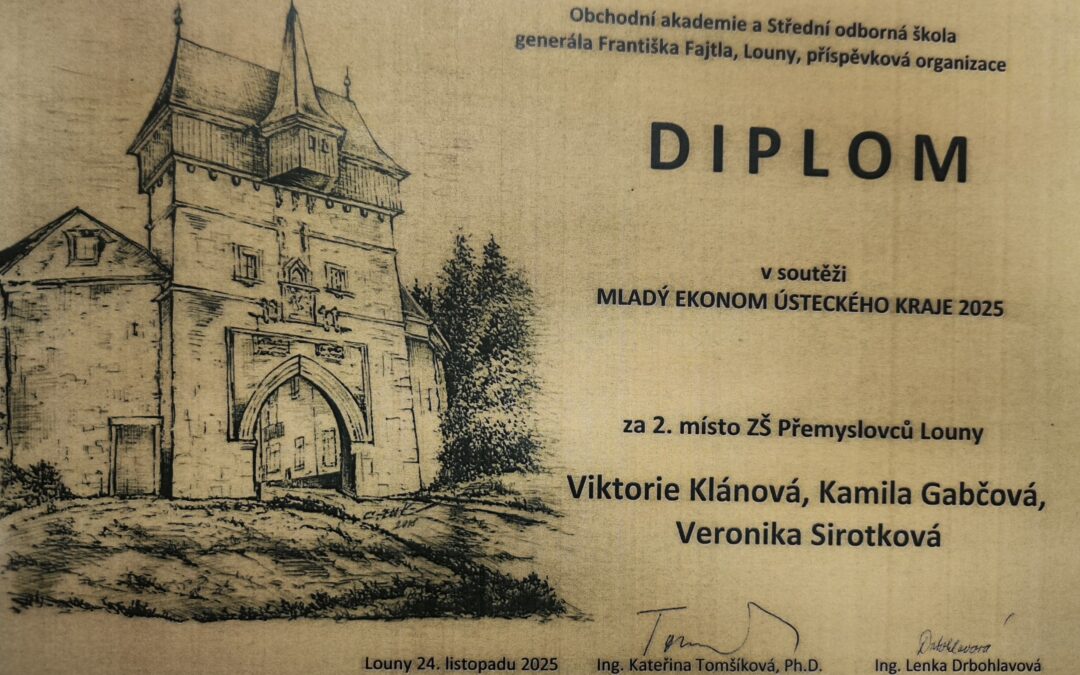 Obchodní akademie a Střední odborná škola
generála Františka Fajtla, Louny, příspěvková organizace
DIPLOM
v soutěži
MLADÝ EKONOM ÚSTECKÉHO KRAJE 2025
za 2. místo ZŠ Přemyslovců Louny
Viktorie Klánová, Kamila Gabčová,
Veronika Sirotková
Drbohlavová
Louny 24. listopadu 2025
Ing. Kateřina Tomšíková, Ph.D.
Ing. Lenka Drbohlavová